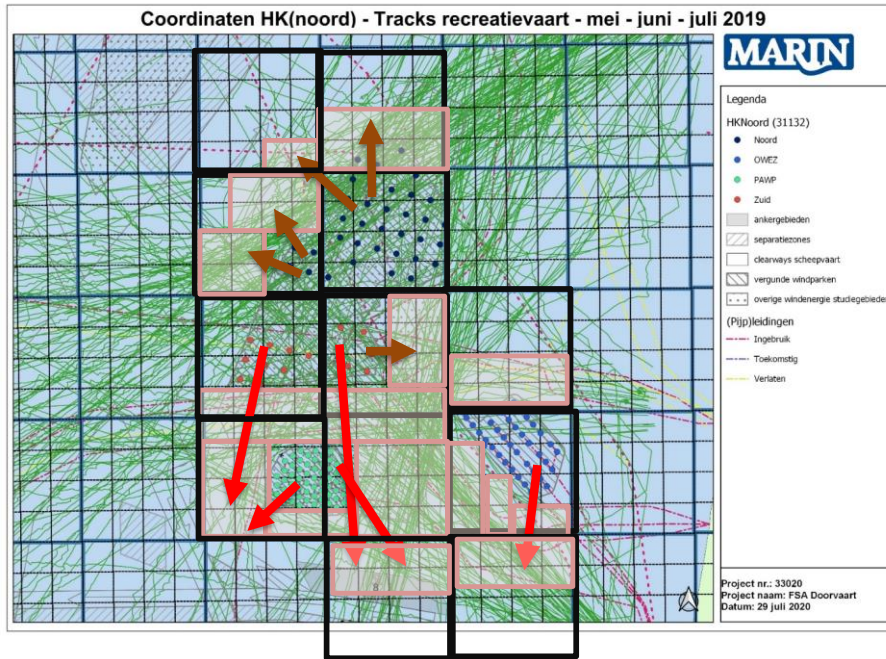 Coordinaten HK(noord) - Tracks recreatievaart - mei - juni - juli 2019
MARIN
Legenda
HKNoord (31132)
Noord
OWEZ
PAWP
Zuid
ankergebieden
separatiezones
clearways scheepvaart
vergunde windparken
overige windenergie studiegebieden
(Pijp)leidingen
Ingebruik
Toekomstig
Verlaten
8
Project nr.: 33020
Project naam: FSA Doorvaart
Datum: 29 juli 2020